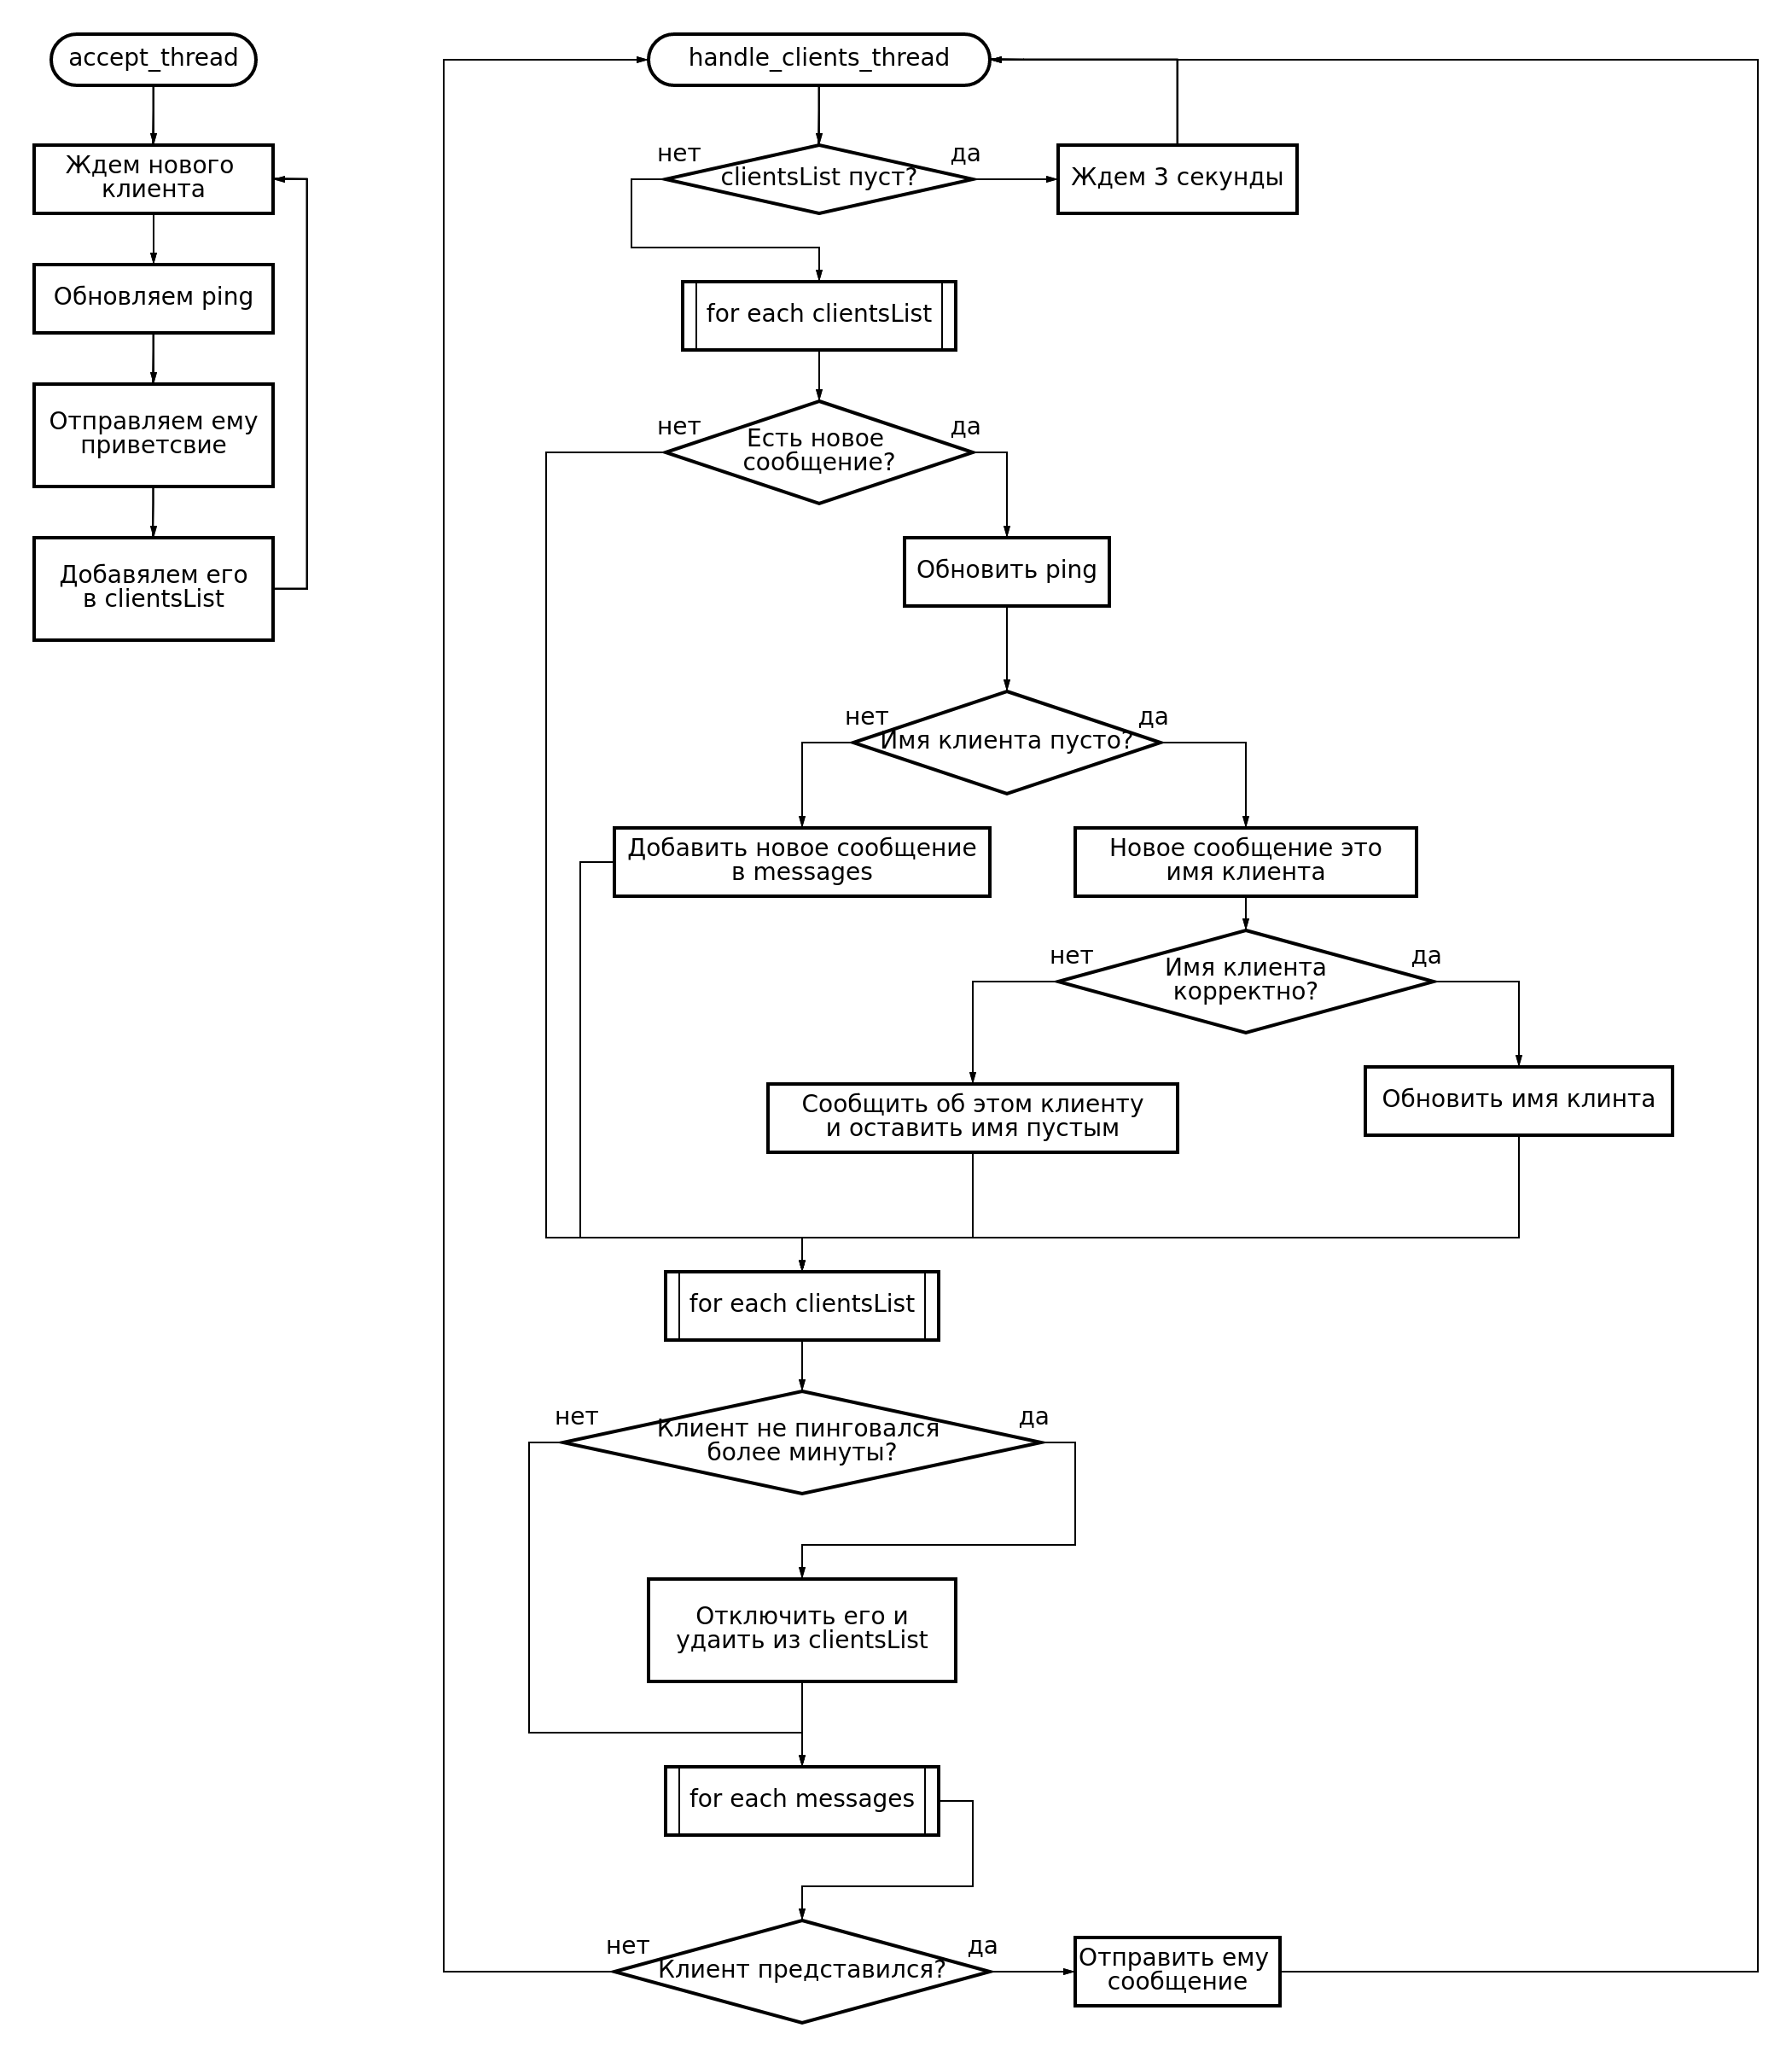 accept_thread
Ждем нового
клиента
Обновляем ping
Отправляем ему
приветсвие
Добавялем его
в clientsList
handle_clients_thread
нет
да
clientsList пуст?
Ждем 3 секунды
for each clientsList
нет
да
Есть новое
сообщение?
Обновить ping
нет
да
Имя клиента пусто?
Добавить новое сообщение
в messages
Новое сообщение это
имя клиента
нет
да
Имя клиента
корректно?
Сообщить об этом клиенту
и оставить имя пустым
Обновить имя клинта
for each clientsList
нет
да
Клиент не пинговался
более минуты?
Отключить его и
удаить из clientsList
for each messages
нет
да
Клиент представился?
Отправить ему
сообщение